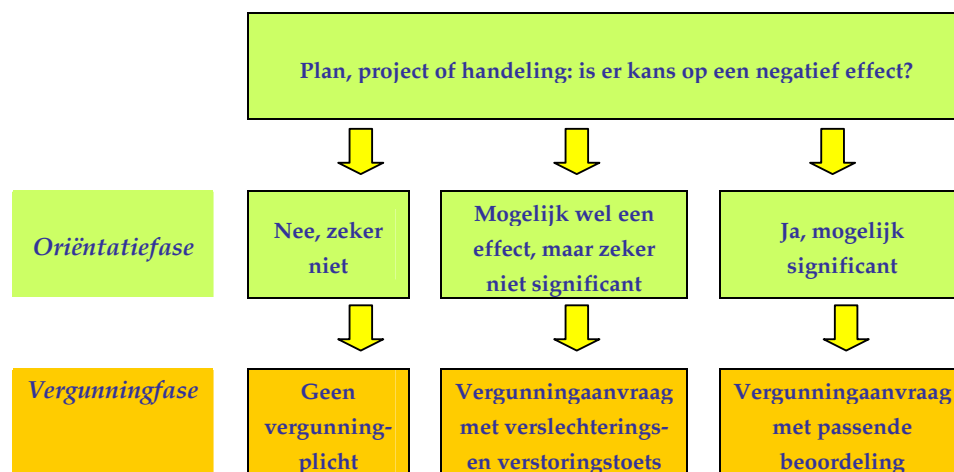 Plan, project of handeling: is er kans op een negatief effect?
Oriëntatiefase
Nee, zeker
niet
Mogelijk wel een
effect, maar zeker
niet significant
Ja, mogelijk
significant
Vergunningfase
Geen
vergunning-
plicht
Vergunningaanvraag
met verslechterings-
en verstoringstoets
Vergunningaanvraag
met passende
beoordeling